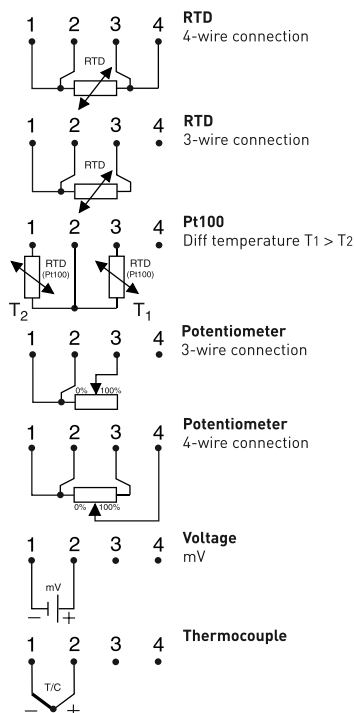 1 2 3 4 RTD
4-wire connection
RTD
1 2 3 4 RTD
3-wire connection
RTD
1 2 3 4 Pt100
Diff temperature T1 > T2
RTD RTD
(Pt100) (Pt100)
T2 T1
1 2 3 4 Potentiometer
3-wire connection
0% 100%
1 2 3 4 Potentiometer
4-wire connection
0% 100%
1 2 3 4 Voltage
mV
mV
− +
1 2 3 4 Thermocouple
T/C
− +